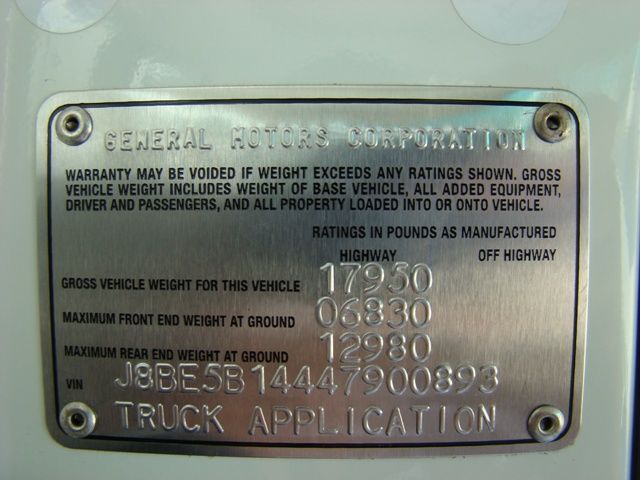 GENERAL MOTORS CORPORATION
WARRANTY MAY BE VOIDED IF WEIGHT EXCEEDS ANY RATINGS SHOWN. GROSS
VEHICLE WEIGHT INCLUDES WEIGHT OF BASE VEHICLE, ALL ADDED EQUIPMENT,
DRIVER AND PASSENGERS, AND ALL PROPERTY LOADED INTO OR ONTO VEHICLE.
RATINGS IN POUNDS AS MANUFACTURED
HIGHWAY OFF HIGHWAY
GROSS VEHICLE WEIGHT FOR THIS VEHICLE 17950
MAXIMUM FRONT END WEIGHT AT GROUND 06830
MAXIMUM REAR END WEIGHT AT GROUND 12980
VIN J8BE5B14447900893
TRUCK APPLICATION